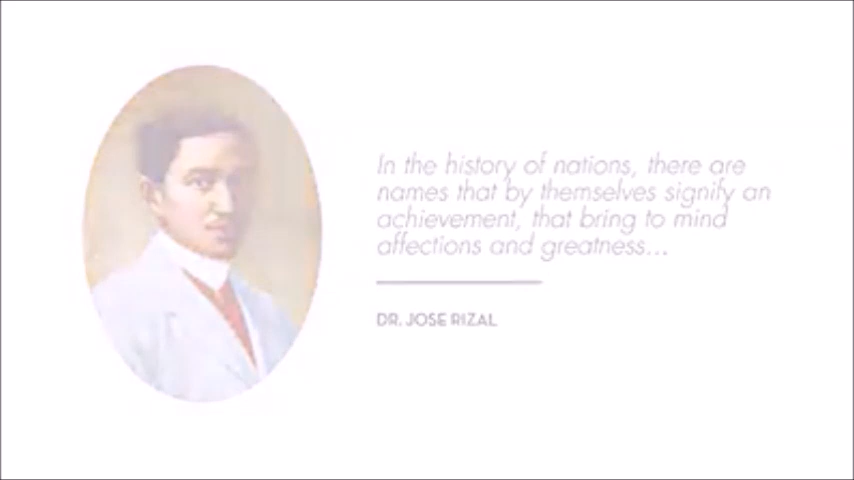 In the history of nations, there are
names that by themselves signify an
achievement, that bring to mind
affections and greatness...
DR. JOSE RIZAL